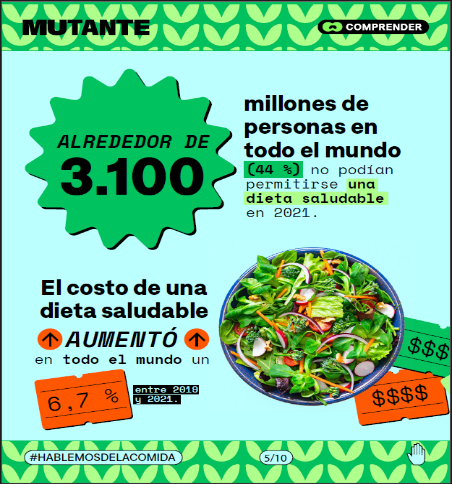 MUTANTE
COMPRENDER
ALREDEDOR DE
3.100
millones de
personas en
todo el mundo
(44 %) no podían
permitirse una
dieta saludable
en 2021.
El costo de una
dieta saludable
AUMENTÓ
en todo el mundo un
6,7 %
entre 2019
y 2021.
$$$
$$$$
#HABLEMOSDELACOMIDA
5/10